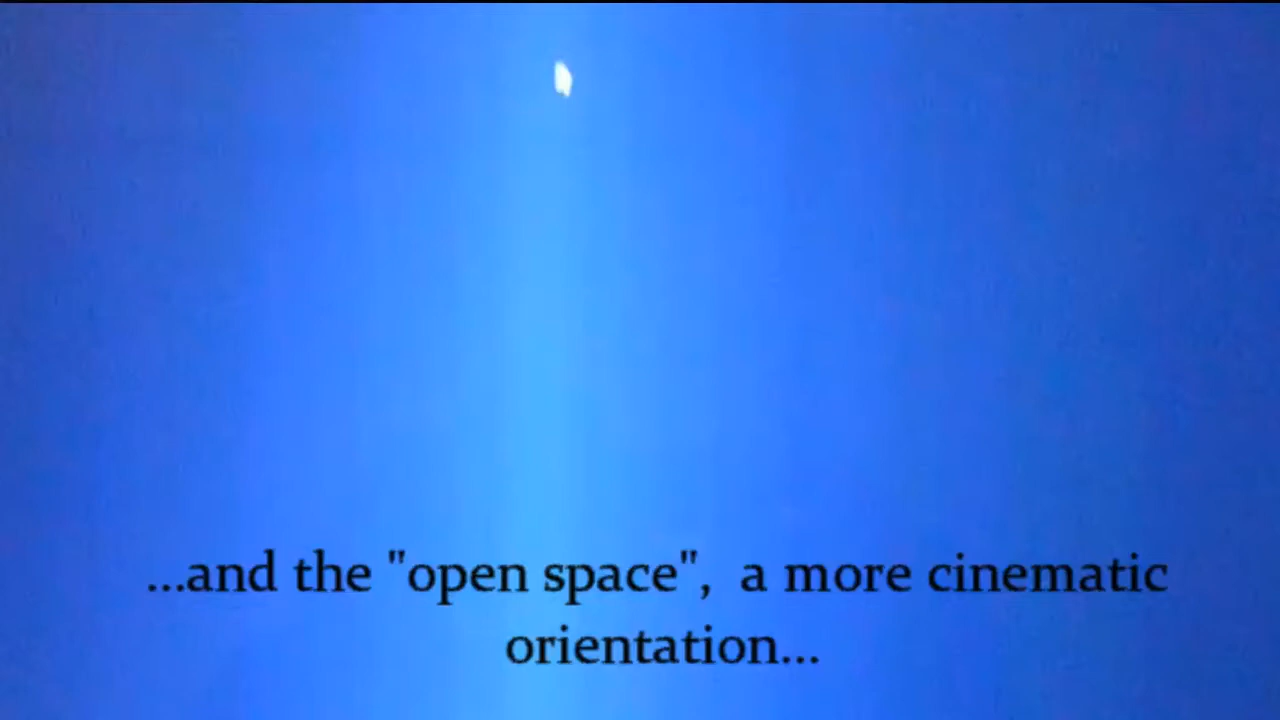 ...and the "open space",  a more cinematic
orientation...